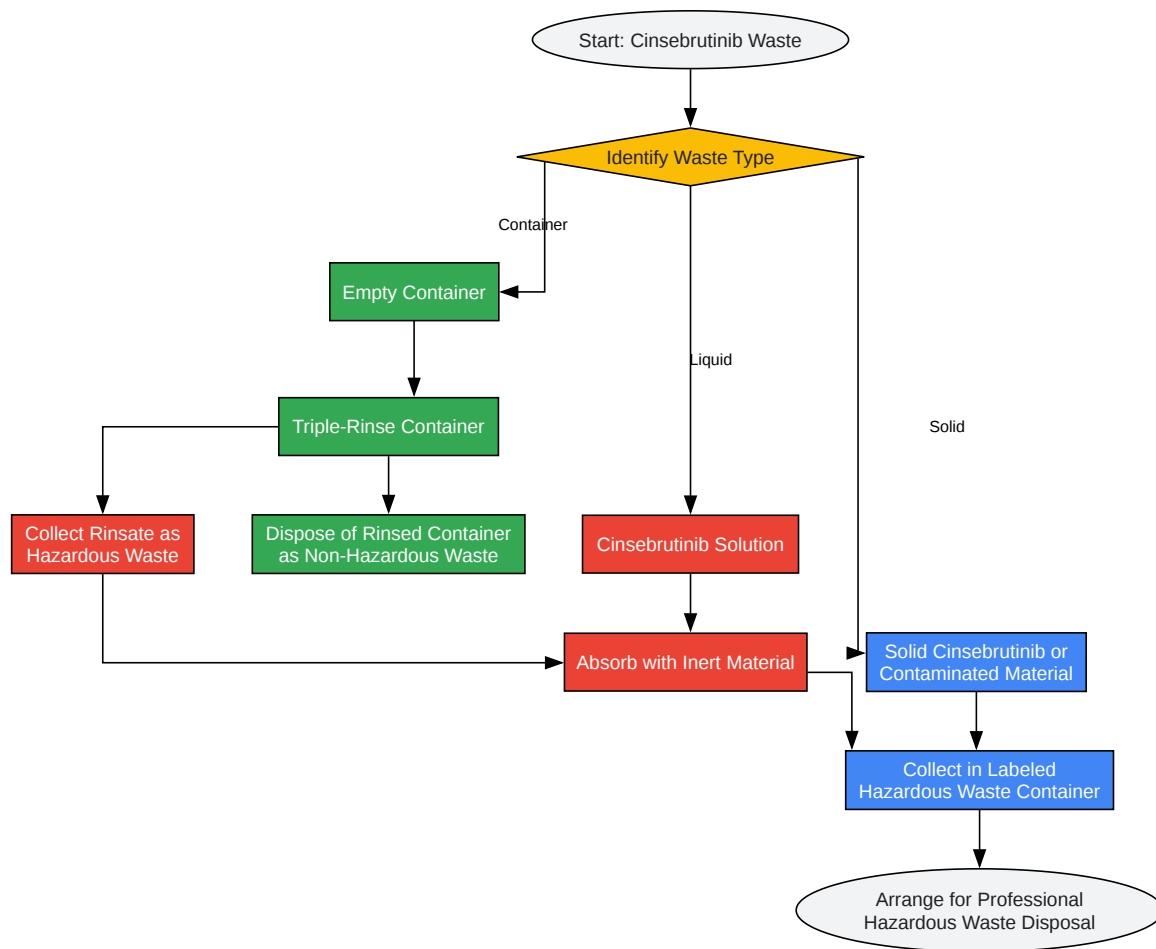 Start: Cinsebrutinib Waste
Identify Waste Type
Container
Empty Container
Liquid
Triple-Rinse Container
Solid
Collect Rinsate as
Hazardous Waste
Dispose of Rinsed Container
as Non-Hazardous Waste
Cinsebrutinib Solution
Absorb with Inert Material
Solid Cinsebrutinib or
Contaminated Material
Collect in Labeled
Hazardous Waste Container
Arrange for Professional
Hazardous Waste Disposal